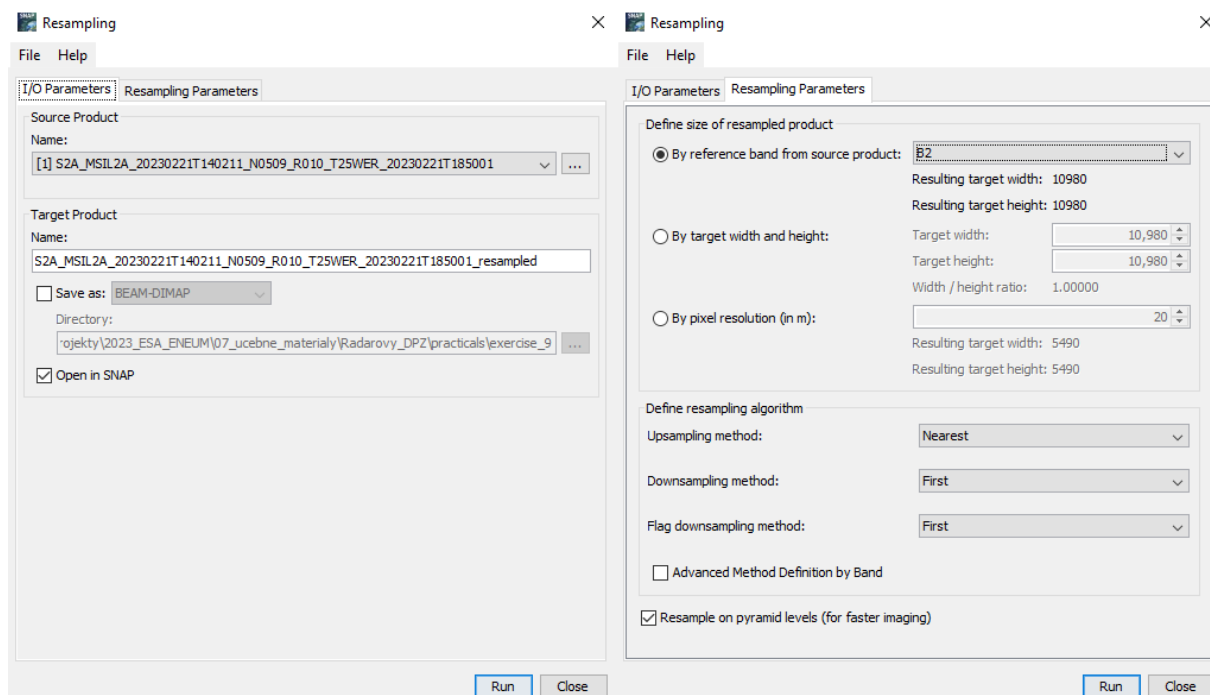 Resampling
File Help
I/O Parameters Resampling Parameters
Source Product
Name:
[1] S2A_MSIL2A_20230221T140211_N0509_R010_T25WER_20230221T185001 ...
Target Product
Name:
S2A_MSIL2A_20230221T140211_N0509_R010_T25WER_20230221T185001_resampled
Save as: BEAM-DIMAP
Directory:
rojekty\2023_ESA_ENEUM\07_ucebne_materialy\Radarovy_DPZ\practicals\exercise_9 ...
Open in SNAP
Run Close
Resampling
File Help
I/O Parameters Resampling Parameters
Define size of resampled product
By reference band from source product: B2
Resulting target width: 10980
Resulting target height: 10980
By target width and height: Target width: 10,980
Target height: 10,980
Width / height ratio: 1.00000
By pixel resolution (in m): 20
Resulting target width: 5490
Resulting target height: 5490
Define resampling algorithm
Upsampling method: Nearest
Downsampling method: First
Flag downsampling method: First
Advanced Method Definition by Band
Resample on pyramid levels (for faster imaging)
Run Close